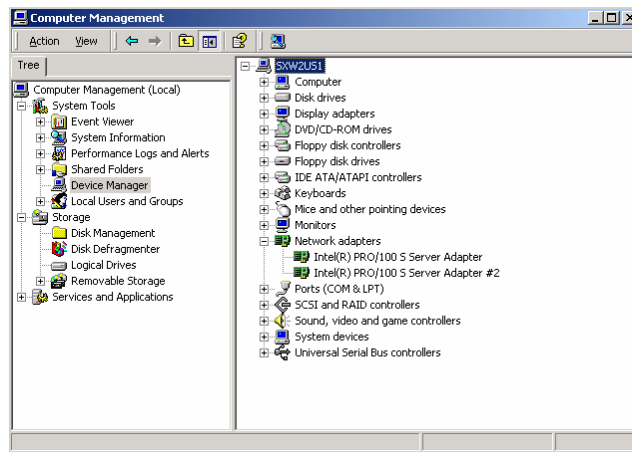 Computer Management
Action View
Tree
Computer Management (Local)
System Tools
Event Viewer
System Information
Performance Logs and Alerts
Shared Folders
Device Manager
Local Users and Groups
Storage
Disk Management
Disk Defragmenter
Logical Drives
Removable Storage
Services and Applications
SXW2US1
Computer
Disk drives
Display adapters
DVD/CD-ROM drives
Floppy disk controllers
Floppy disk drives
IDE ATA/ATAPI controllers
Keyboards
Mice and other pointing devices
Monitors
Network adapters
Intel(R) PRO/100 S Server Adapter
Intel(R) PRO/100 S Server Adapter #2
Ports (COM & LPT)
SCSI and RAID controllers
Sound, video and game controllers
System devices
Universal Serial Bus controllers